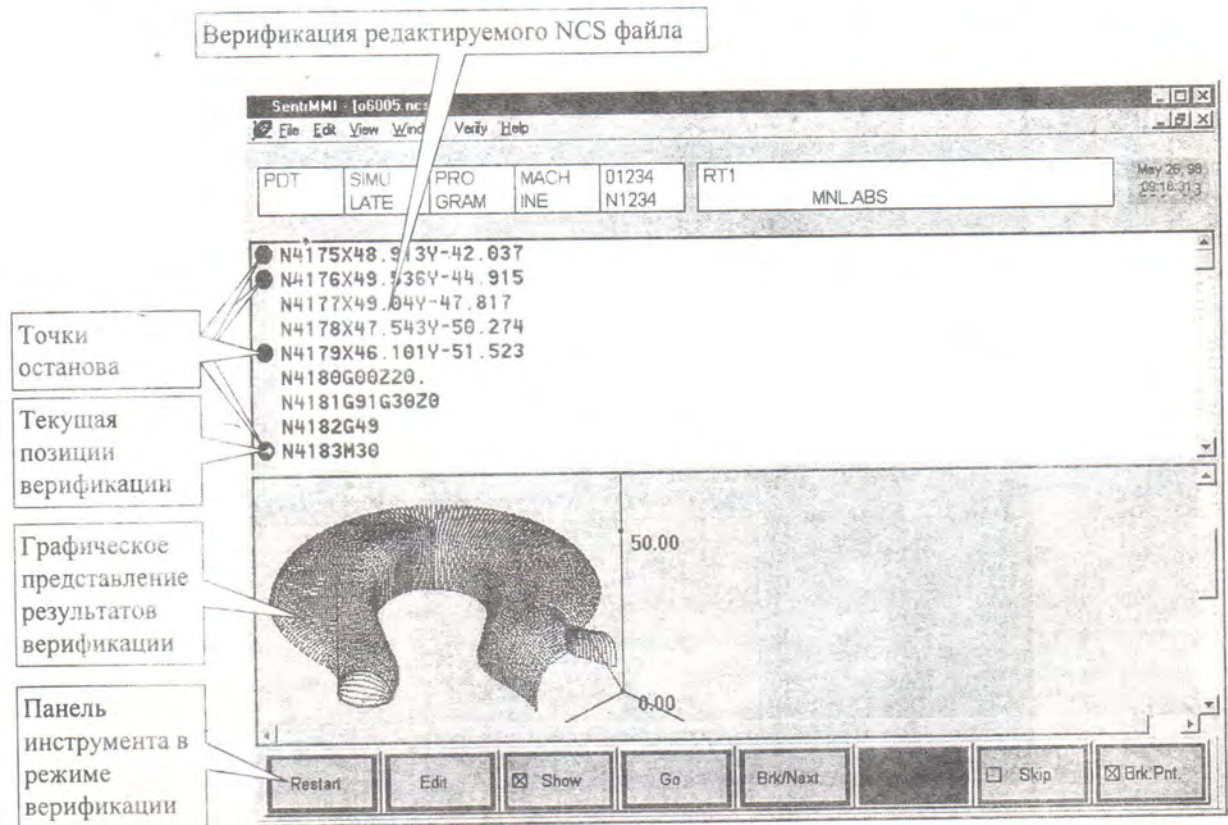 Верификация редактируемого NCS файла
SentiMMI - [o6005.ncs
File Edit View Wind Verify Help
PDT
SIMU
LATE
PRO
GRAM
MACH
INE
01234
N1234
RT1
MNL.ABS
May 26, 98
09:16:31
N4175X48.913Y-42.037
N4176X49.536Y-44.915
N4177X49.04Y-47.817
N4178X47.543Y-50.274
N4179X46.101Y-51.523
N4180G00Z20.
N4181G91G30Z0
N4182G49
N4183M30
Точки
останова
Текущая
позиции
верификации
Графическое
представление
результатов
верификации
Панель
инструмента в
режиме
верификации
50.00
0.00
Restart
Edit
Show
Go
Brk/Next
Skip
Brk.Pnt.